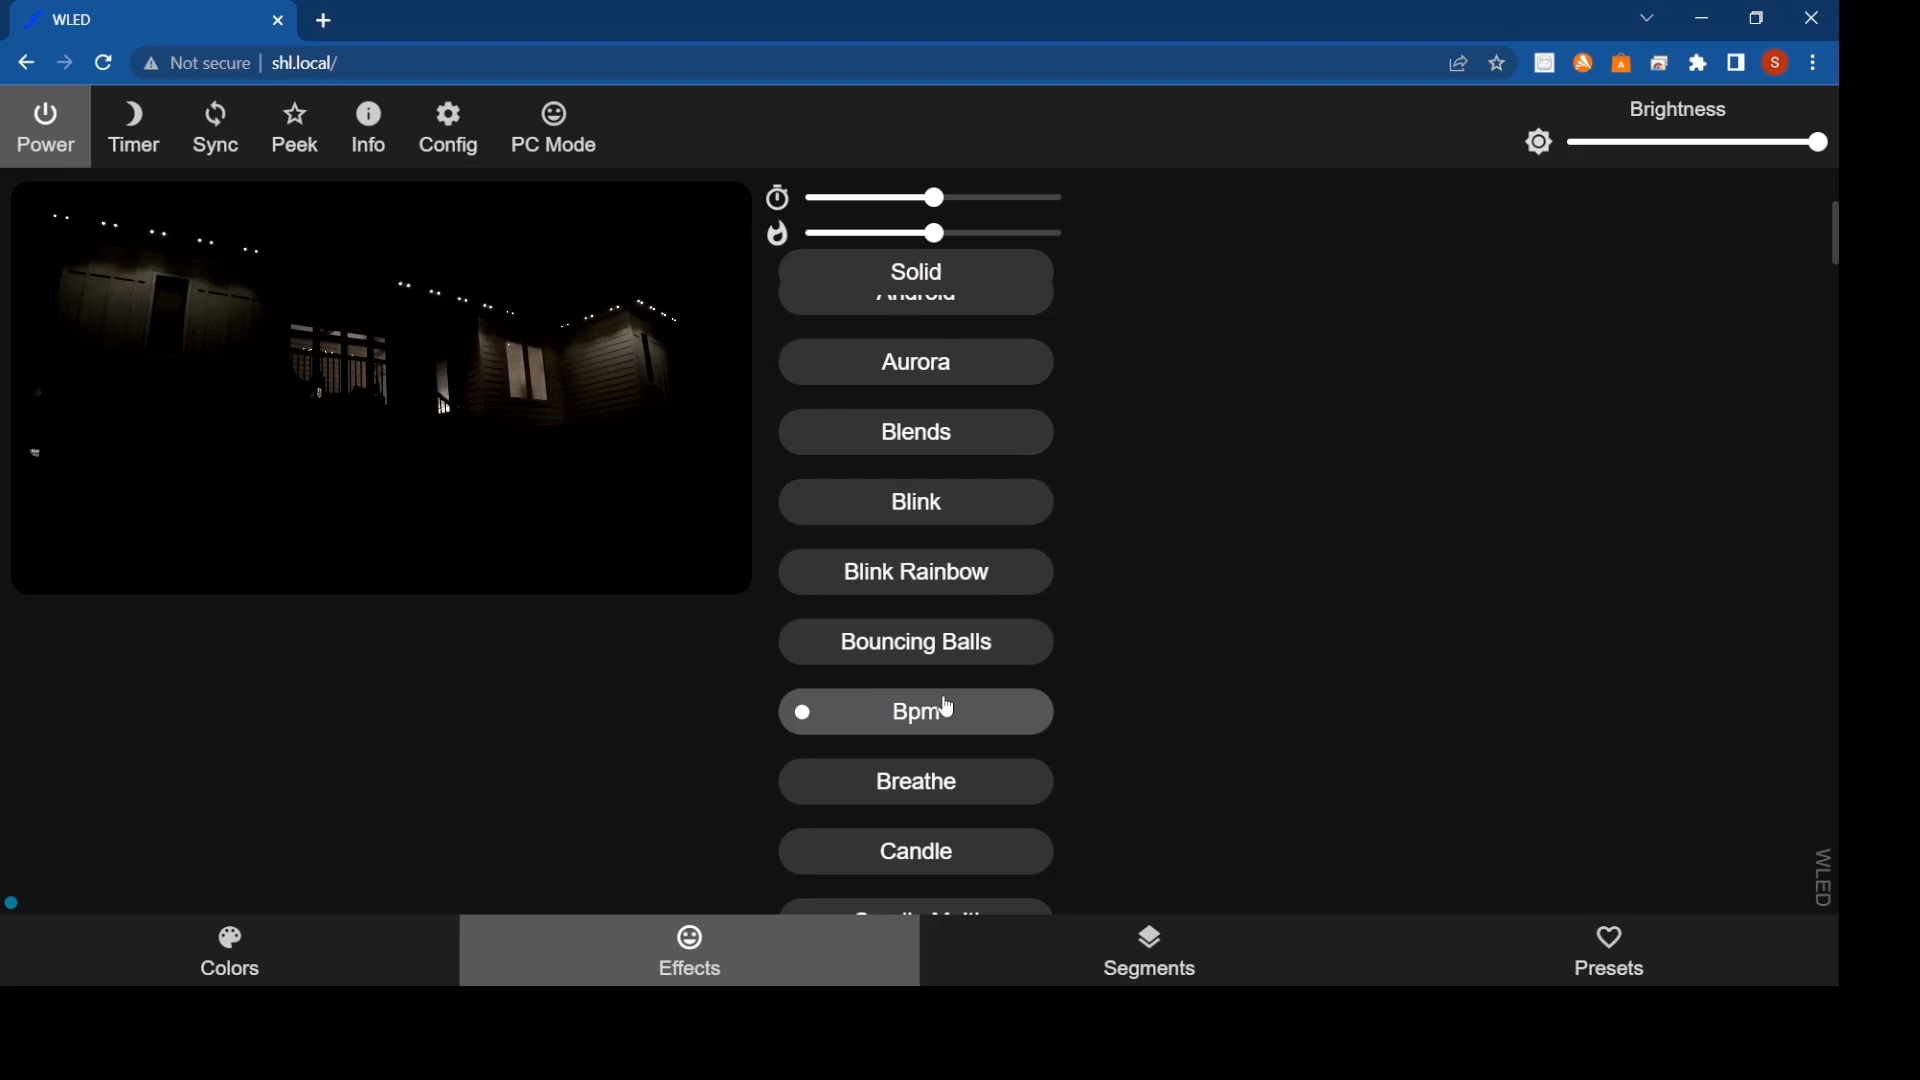 WLED
Not secure
shl.local/
S
Power
Timer
Sync
Peek
Info
Config
PC Mode
Brightness
Solid
Android
Aurora
Blends
Blink
Blink Rainbow
Bouncing Balls
Bpm
Breathe
Candle
WLED
Colors
Effects
Segments
Presets